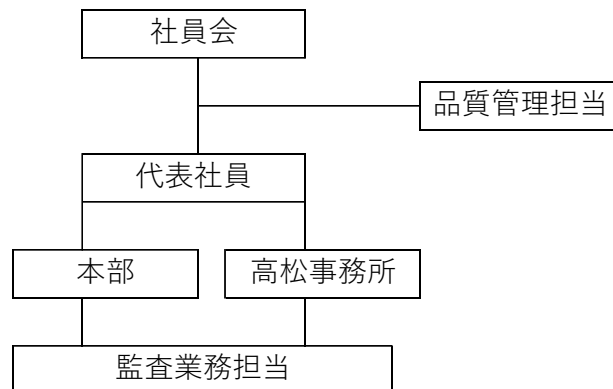 社員会
品質管理担当
代表社員
本部
高松事務所
監査業務担当